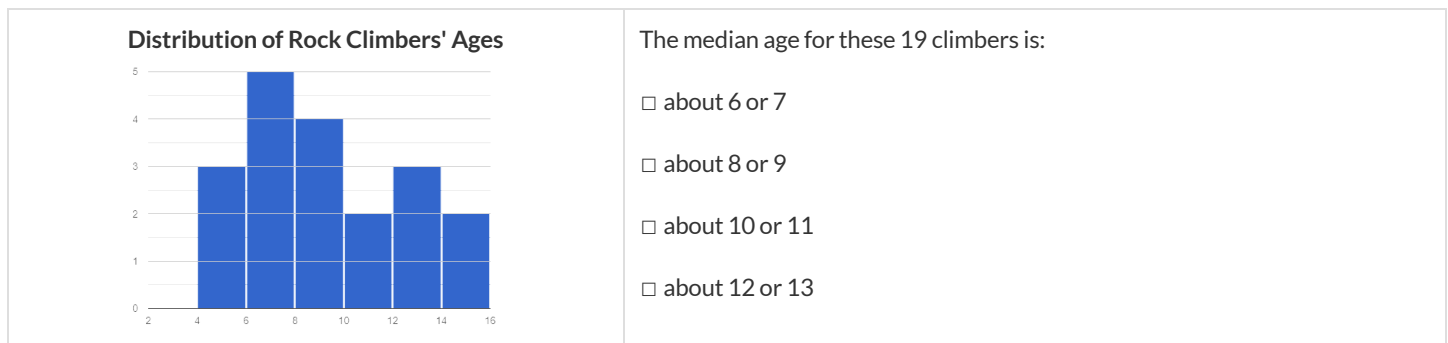 Distribution of Rock Climbers' Ages
5
4
3
2
1
0
2 4 6 8 10 12 14 16
The median age for these 19 climbers is:
□ about 6 or 7
□ about 8 or 9
□ about 10 or 11
□ about 12 or 13